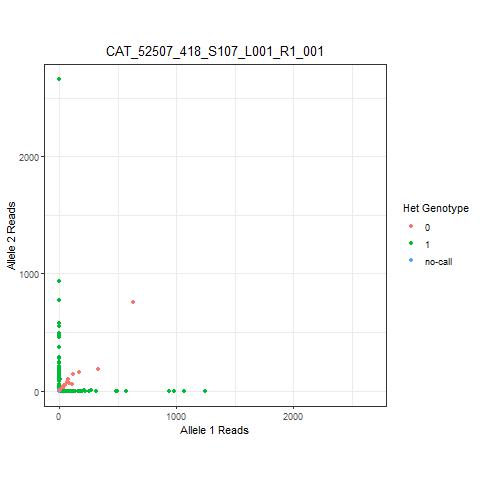 CAT_52507_418_S107_L001_R1_001
Allele 2 Reads
2000
1000
0
0
1000
2000
Allele 1 Reads
Het Genotype
0
1
no-call